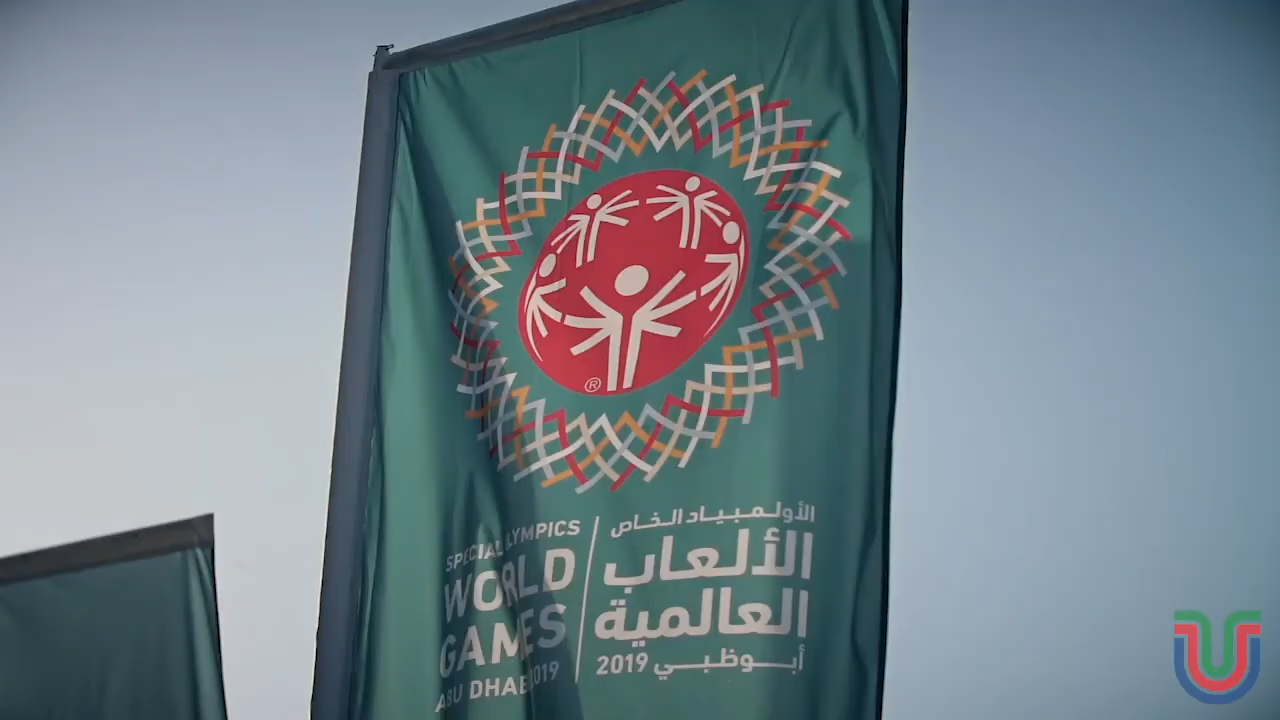 ®
SPECIAL OLYMPICS
WORLD
GAMES
ABU DHABI 2019
الأولمبياد الخاص
الألعاب
العالمية
أبوظبي 2019